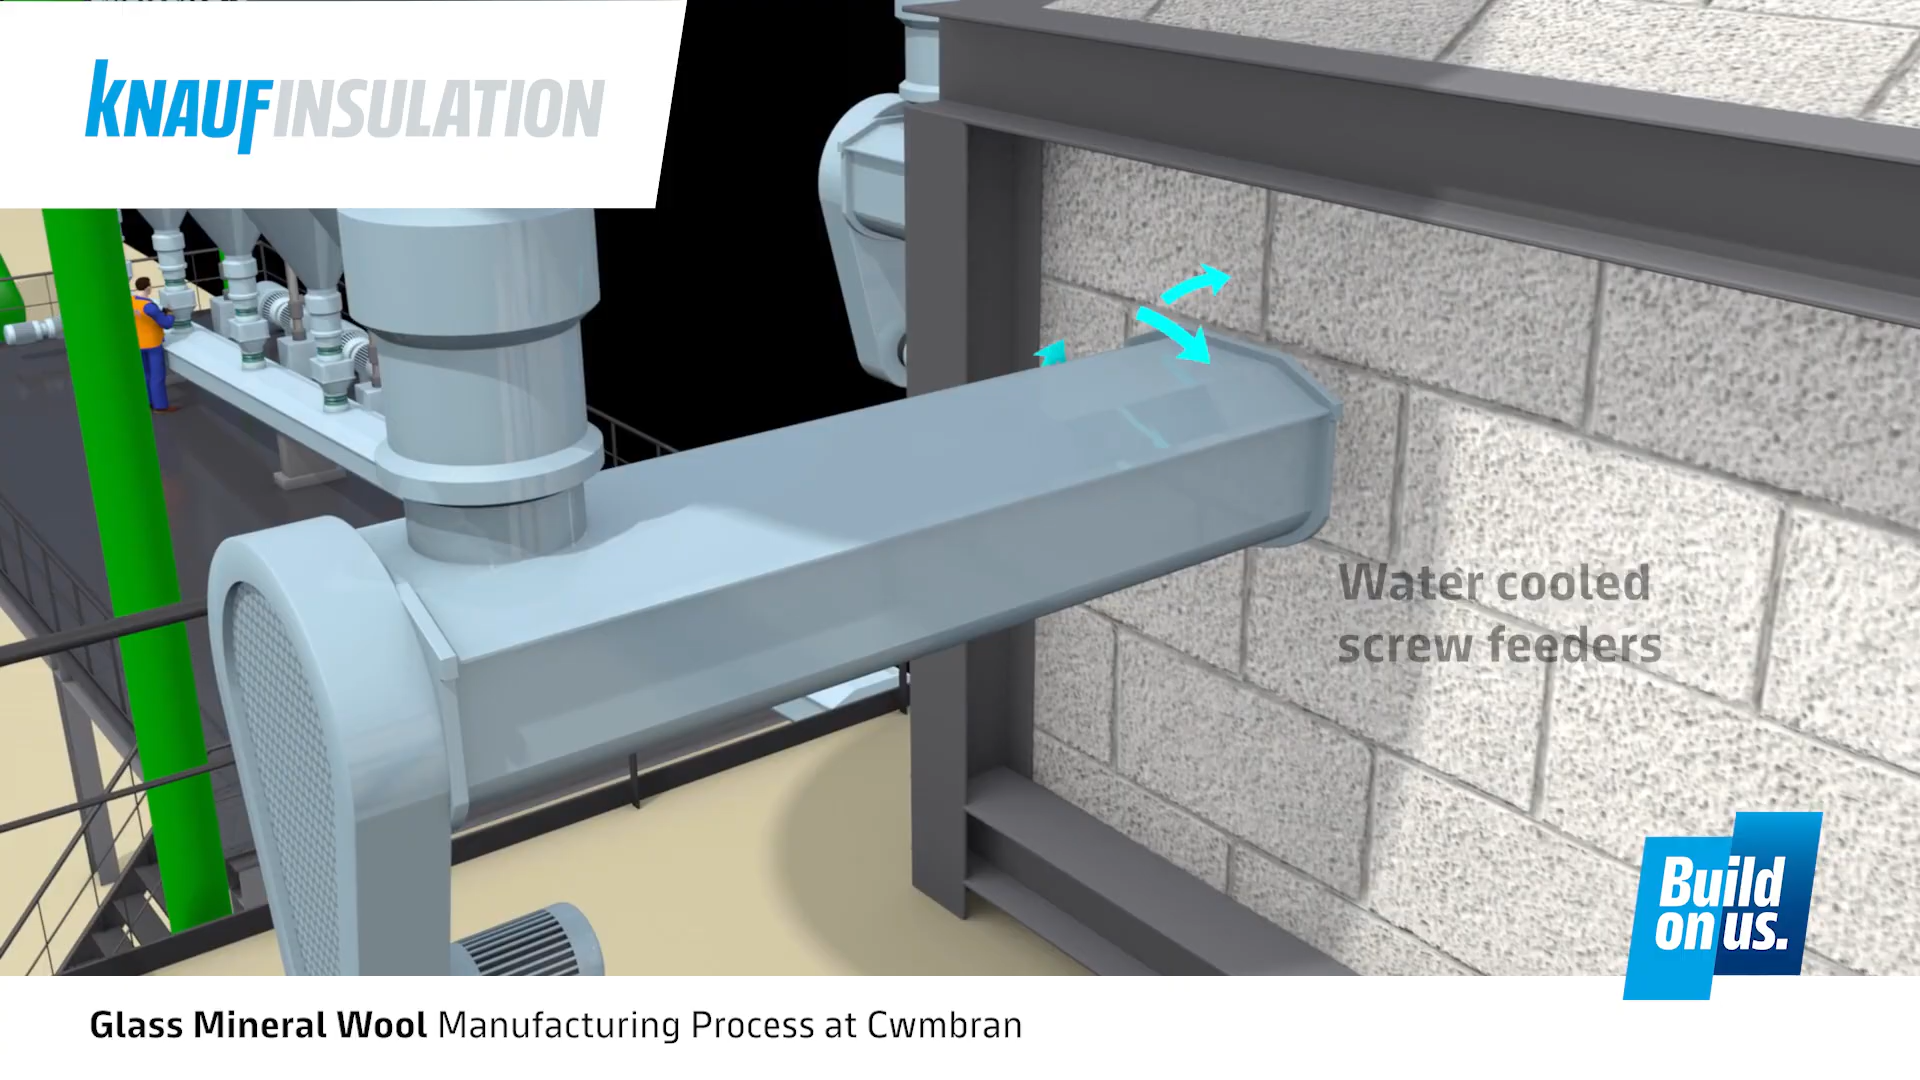 KNAUFINSULATION
Water cooled
screw feeders
Build
on us.
Glass Mineral Wool Manufacturing Process at Cwmbran